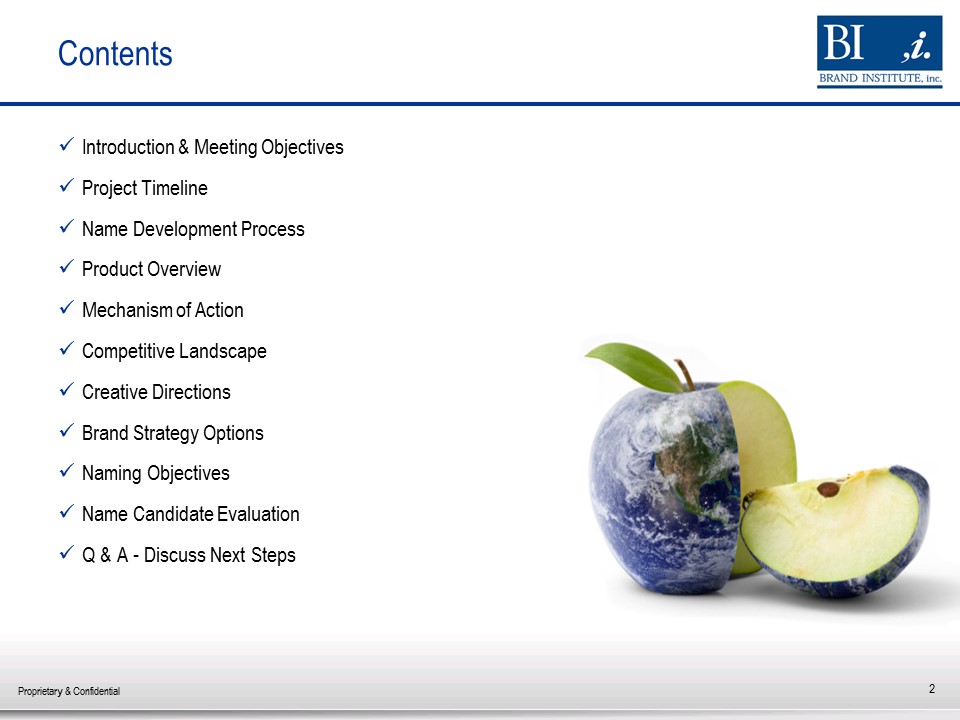 Contents
BI ,i.
BRAND INSTITUTE, inc.
Introduction & Meeting Objectives
Project Timeline
Name Development Process
Product Overview
Mechanism of Action
Competitive Landscape
Creative Directions
Brand Strategy Options
Naming Objectives
Name Candidate Evaluation
Q & A - Discuss Next Steps
Proprietary & Confidential
2